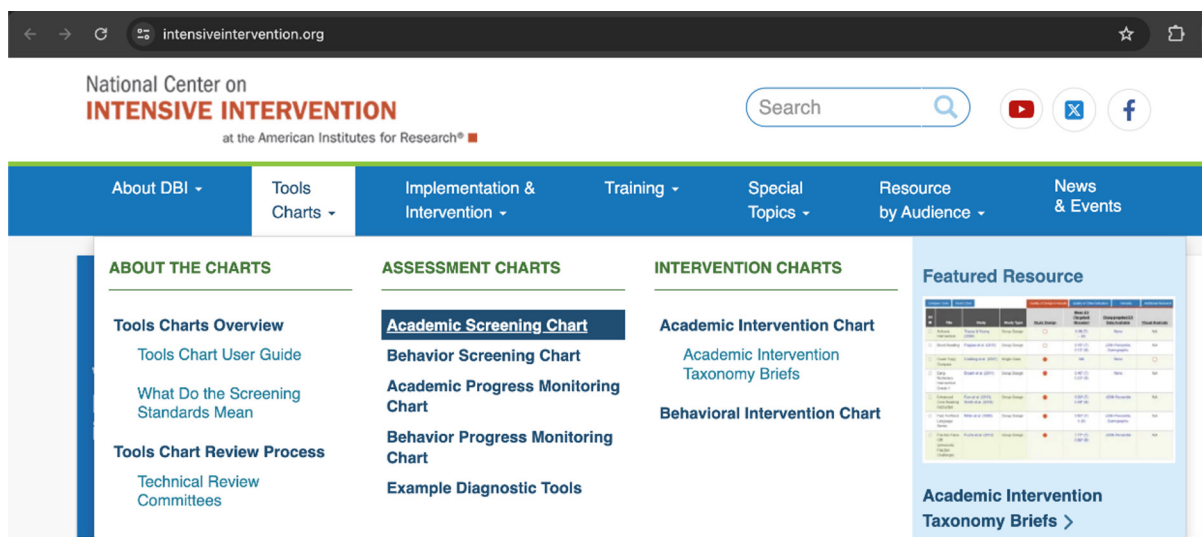 intensiveintervention.org
National Center on
INTENSIVE INTERVENTION
at the American Institutes for Research®
Search
About DBI
Tools
Charts
Implementation &
Intervention
Training
Special
Topics
Resource
by Audience
News
& Events
ABOUT THE CHARTS
Tools Charts Overview
Tools Chart User Guide
What Do the Screening
Standards Mean
Tools Chart Review Process
Technical Review
Committees
ASSESSMENT CHARTS
Academic Screening Chart
Behavior Screening Chart
Academic Progress Monitoring
Chart
Behavior Progress Monitoring
Chart
Example Diagnostic Tools
INTERVENTION CHARTS
Academic Intervention Chart
Academic Intervention
Taxonomy Briefs
Behavioral Intervention Chart
Featured Resource
Academic Intervention
Taxonomy Briefs >